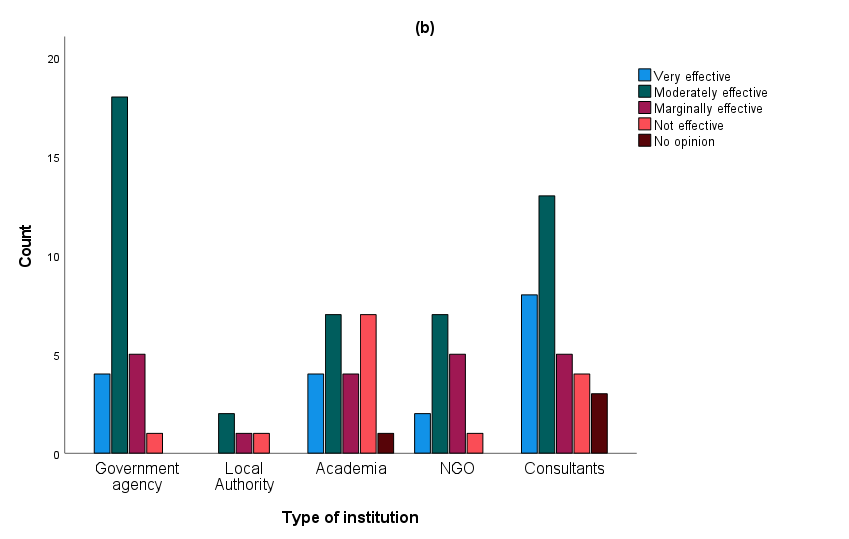 (b)
20
15
10
5
0
Count
Very effective
Moderately effective
Marginally effective
Not effective
No opinion
Government
agency
Local
Authority
Academia
NGO
Consultants
Type of institution